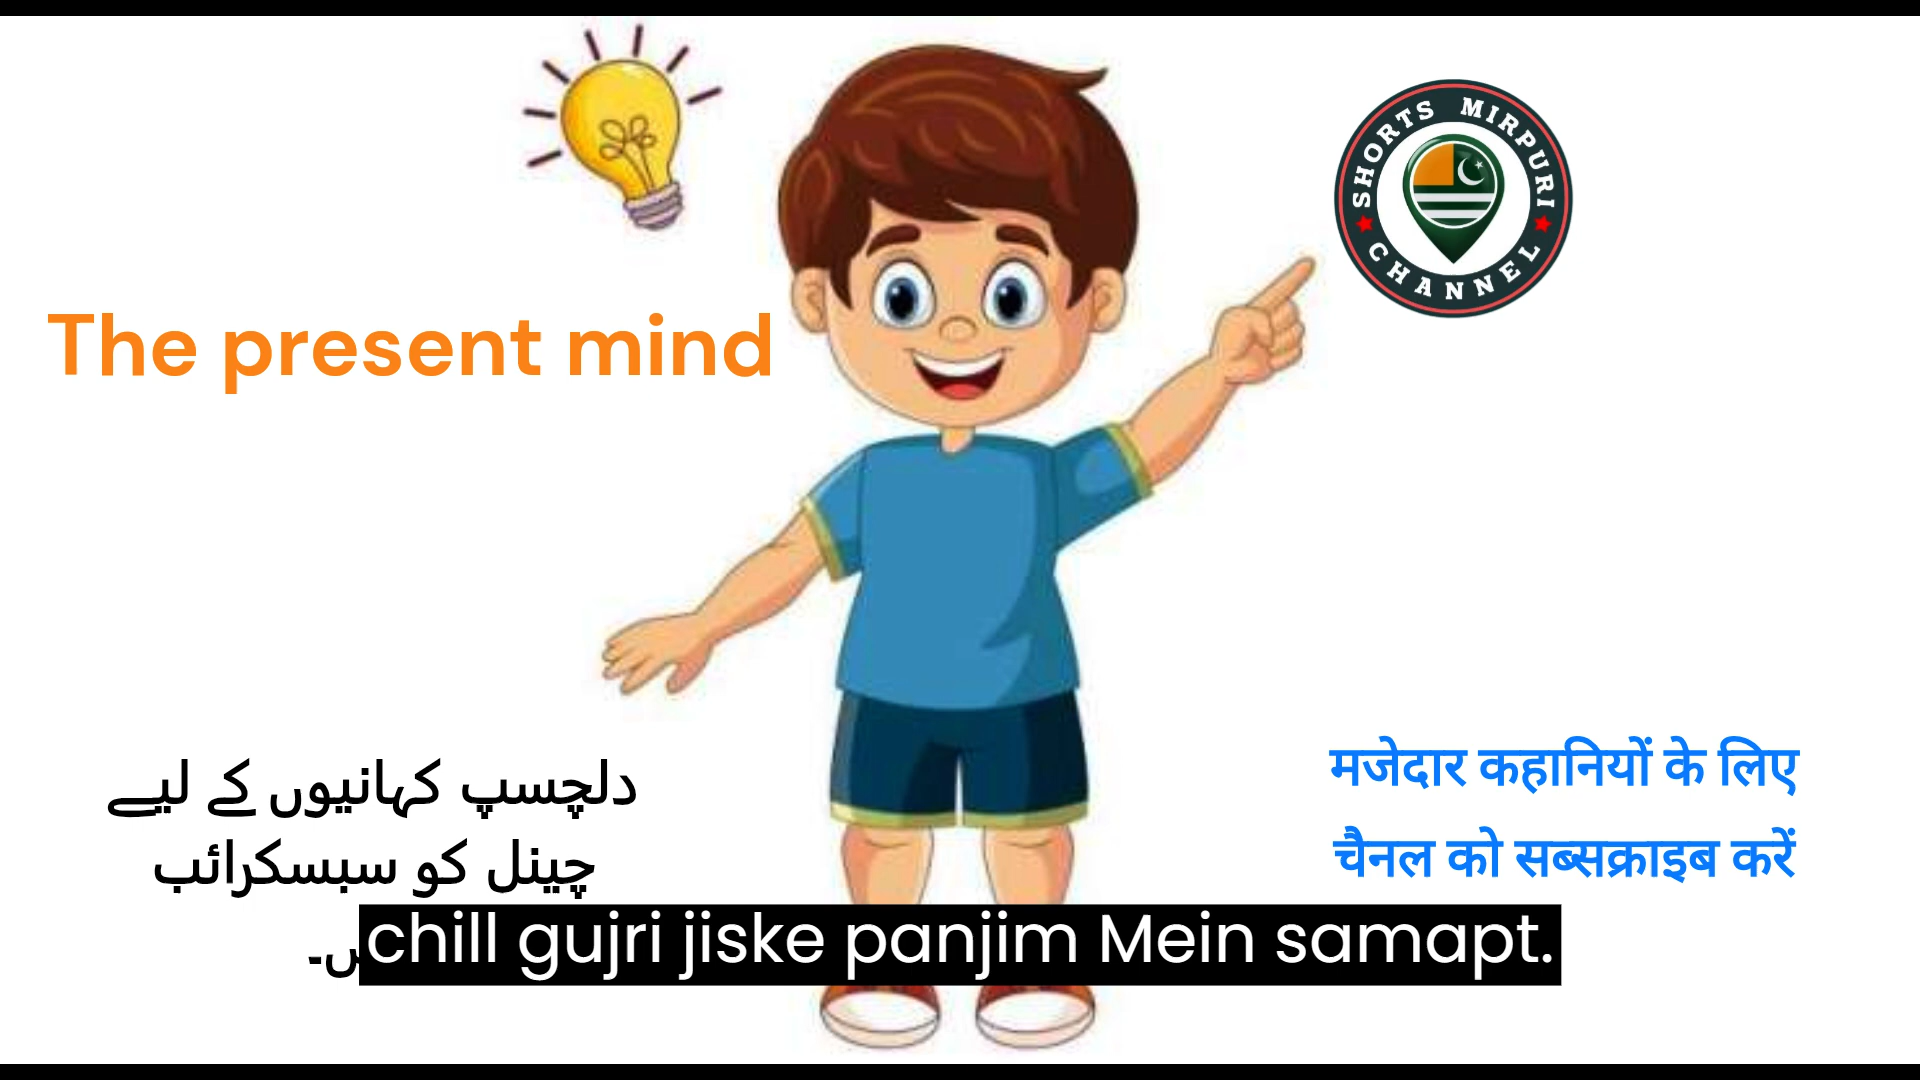 SHORTS MIRPURI
CHANNEL
The present mind
دلچسپ کہانیوں کے لیے
چینل کو سبسکرائب
मजेदार कहानियों के लिए
चैनल को सब्सक्राइब करें
chill gujri jiske panjim Mein samapt.